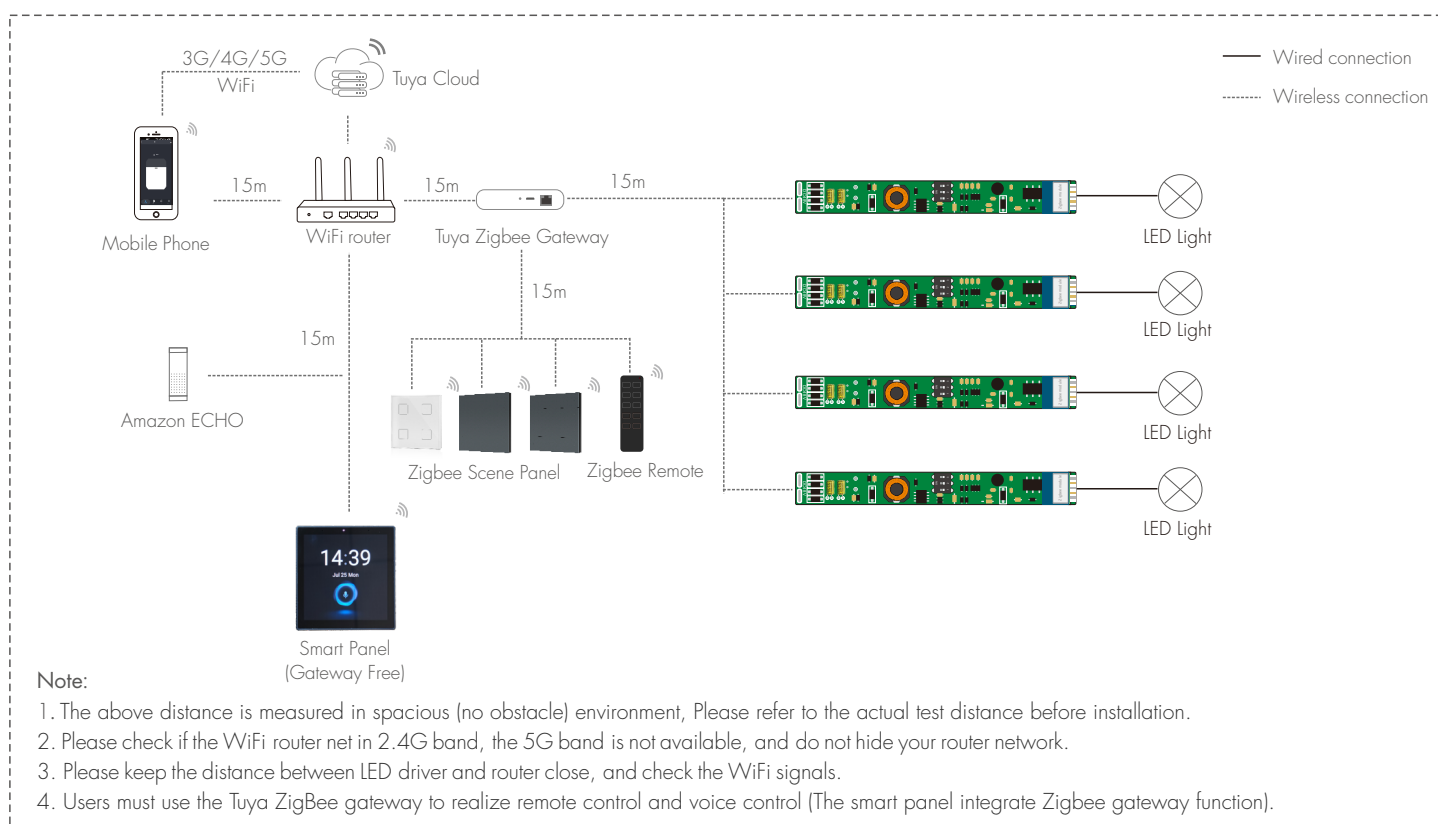 3G/4G/5G
WiFi
Tuya Cloud
Wired connection
Wireless connection
15m
15m
15m
Mobile Phone
WiFi router
Tuya Zigbee Gateway
LED Light
15m
LED Light
15m
Amazon ECHO
Zigbee Scene Panel
Zigbee Remote
LED Light
LED Light
14:39
Jul 25 Mon
Smart Panel
(Gateway Free)
Note:
1. The above distance is measured in spacious (no obstacle) environment, Please refer to the actual test distance before installation.
2. Please check if the WiFi router net in 2.4G band, the 5G band is not available, and do not hide your router network.
3. Please keep the distance between LED driver and router close, and check the WiFi signals.
4. Users must use the Tuya ZigBee gateway to realize remote control and voice control (The smart panel integrate Zigbee gateway function).